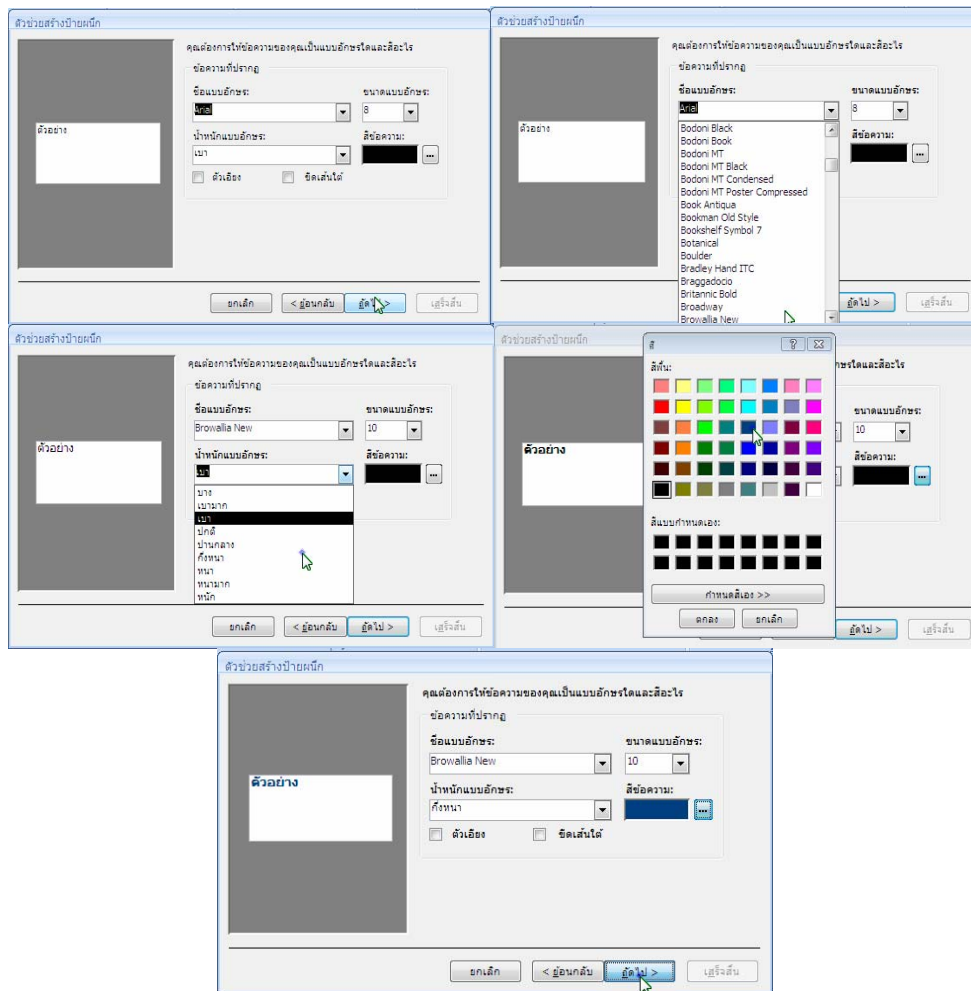 ตัวช่วยสร้างป้ายผนึก
คุณต้องการให้ข้อความของคุณเป็นแบบอักษรใดและสีอะไร
ข้อความที่ปรากฏ
ชื่อแบบอักษร:
ขนาดแบบอักษร:
Arial
8
ตัวอย่าง
น้ำหนักแบบอักษร:
สีข้อความ:
เบา
...
ตัวเอียง
ขีดเส้นใต้
ยกเลิก
< ย้อนกลับ
ถัดไป >
เสร็จสิ้น
ตัวช่วยสร้างป้ายผนึก
คุณต้องการให้ข้อความของคุณเป็นแบบอักษรใดและสีอะไร
ข้อความที่ปรากฏ
ชื่อแบบอักษร:
ขนาดแบบอักษร:
Arial
8
ตัวอย่าง
สีข้อความ:
...
Bodoni Black
Bodoni Book
Bodoni MT
Bodoni MT Black
Bodoni MT Condensed
Bodoni MT Poster Compressed
Book Antiqua
Bookman Old Style
Bookshelf Symbol 7
Botanical
Boulder
Bradley Hand ITC
Braggadocio
Britannic Bold
Broadway
Browallia New
ถัดไป >
เสร็จสิ้น
ตัวช่วยสร้างป้ายผนึก
คุณต้องการให้ข้อความของคุณเป็นแบบอักษรใดและสีอะไร
ข้อความที่ปรากฏ
ชื่อแบบอักษร:
ขนาดแบบอักษร:
Browallia New
10
ตัวอย่าง
น้ำหนักแบบอักษร:
สีข้อความ:
เบา
...
บาง
เบามาก
เบา
ปกติ
ปานกลาง
กึ่งหนา
หนา
หนามาก
หนัก
ยกเลิก
< ย้อนกลับ
ถัดไป >
เสร็จสิ้น
ตัวช่วยสร้างป้ายผนึก
ษรใดและสีอะไร
ขนาดแบบอักษร:
10
ตัวอย่าง
สีข้อความ:
...
สี
?
สีพื้น:
สีแบบกำหนดเอง:
กำหนดสีเอง >>
ตกลง
ยกเลิก
ถัดไป >
เสร็จสิ้น
ตัวช่วยสร้างป้ายผนึก
คุณต้องการให้ข้อความของคุณเป็นแบบอักษรใดและสีอะไร
ข้อความที่ปรากฏ
ชื่อแบบอักษร:
ขนาดแบบอักษร:
Browallia New
10
ตัวอย่าง
น้ำหนักแบบอักษร:
สีข้อความ:
กึ่งหนา
...
ตัวเอียง
ขีดเส้นใต้
ยกเลิก
< ย้อนกลับ
ถัดไป >
เสร็จสิ้น